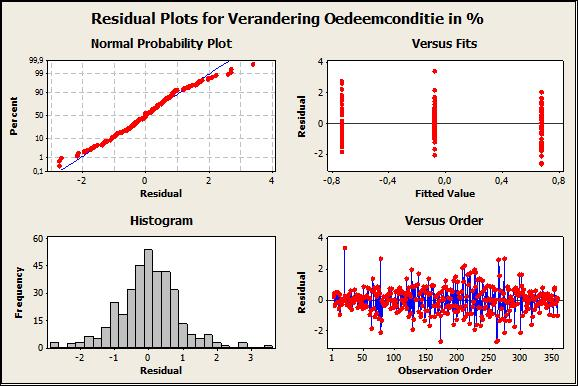 Residual Plots for Verandering Oedeemconditie in %
Normal Probability Plot
99,9
99
90
50
10
1
0,1
Percent
-2 0 2 4
Residual
Versus Fits
4
2
0
-2
Residual
-0,8 -0,4 0,0 0,4 0,8
Fitted Value
Histogram
60
45
30
15
0
Frequency
-2 -1 0 1 2 3
Residual
Versus Order
4
2
0
-2
Residual
1 50 100 150 200 250 300 350
Observation Order